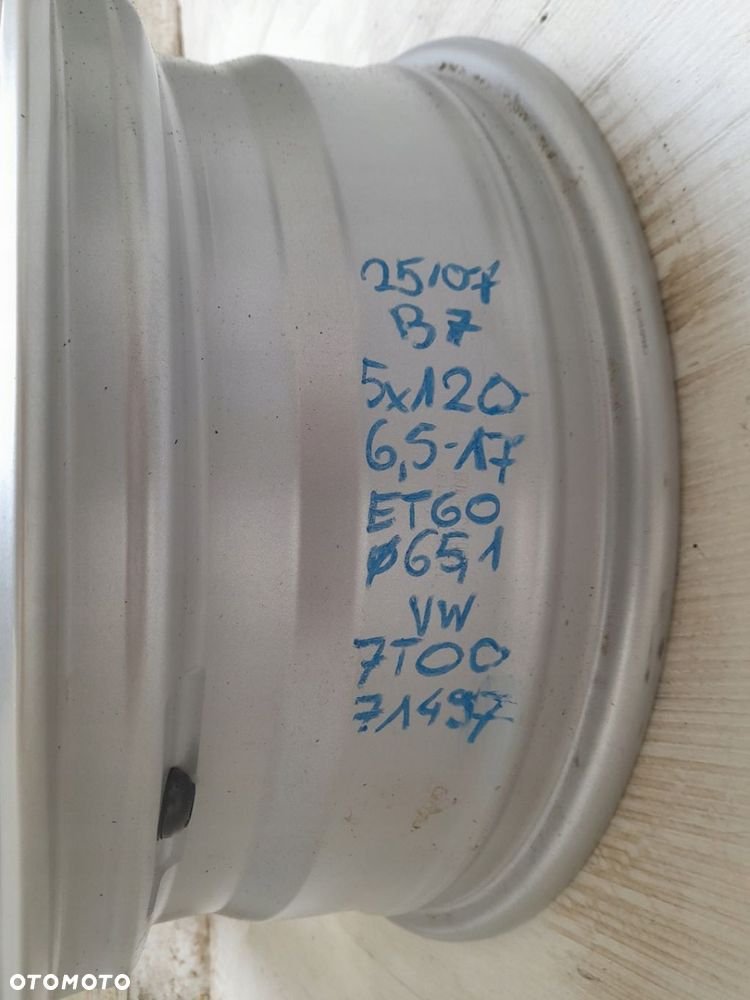 25107
B7
5x120
6,5-17
ET60
ø65,1
VW
7T00
71497
OTOMOTO